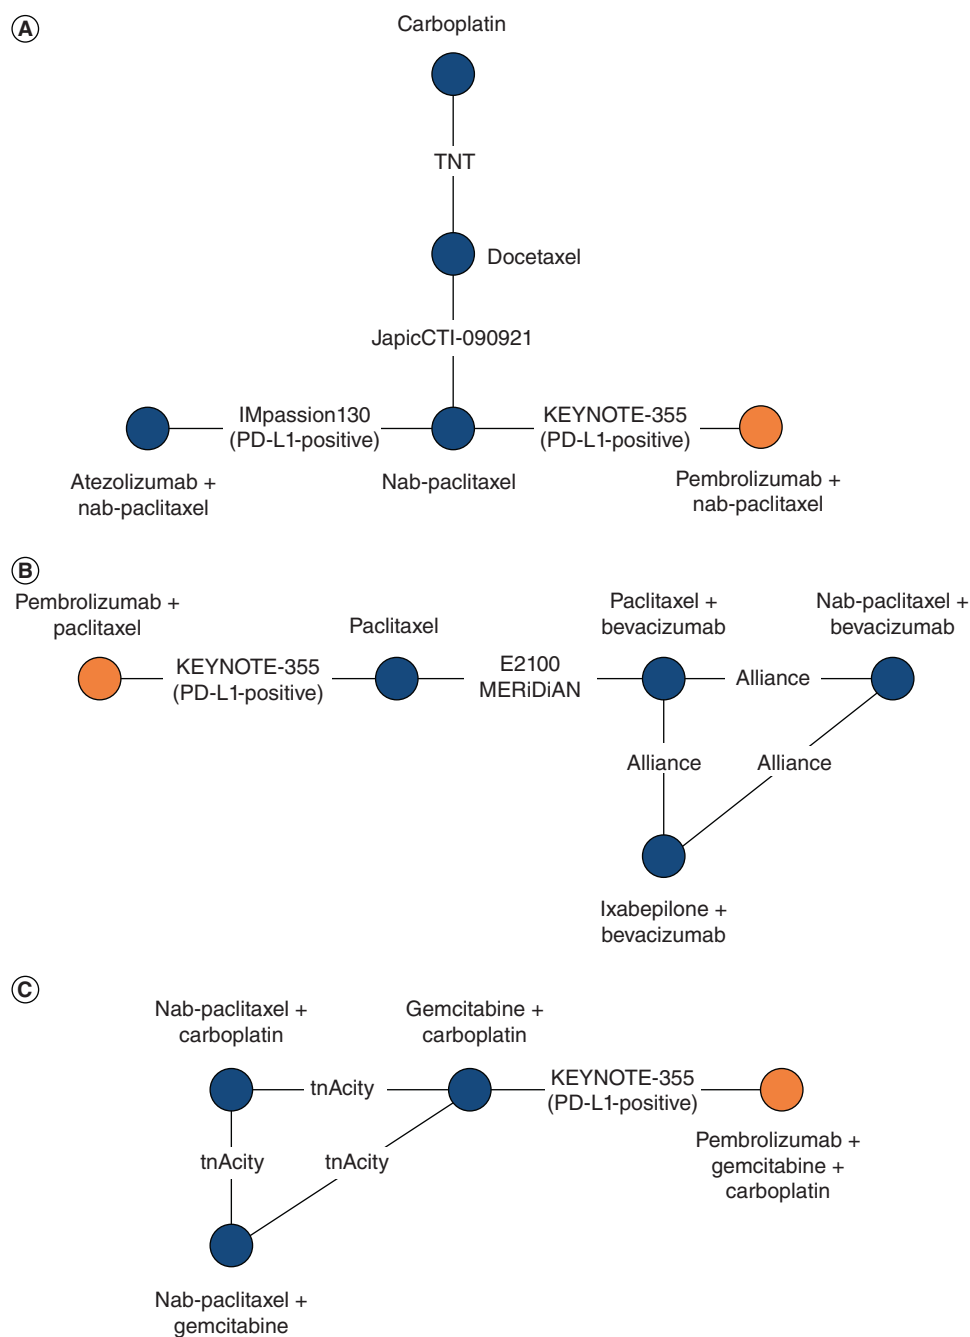 A
Carboplatin
TNT
Docetaxel
JapicCTI-090921
IMpassion130
(PD-L1-positive)
KEYNOTE-355
(PD-L1-positive)
Atezolizumab +
nab-paclitaxel
Nab-paclitaxel
Pembrolizumab +
nab-paclitaxel
B
Pembrolizumab +
paclitaxel
Paclitaxel
Paclitaxel +
bevacizumab
Nab-paclitaxel +
bevacizumab
KEYNOTE-355
(PD-L1-positive)
E2100
MERiDiAN
Alliance
Alliance
Alliance
Ixabepilone +
bevacizumab
C
Nab-paclitaxel +
carboplatin
Gemcitabine +
carboplatin
tnAcity
KEYNOTE-355
(PD-L1-positive)
tnAcity
tnAcity
Pembrolizumab +
gemcitabine +
carboplatin
Nab-paclitaxel +
gemcitabine